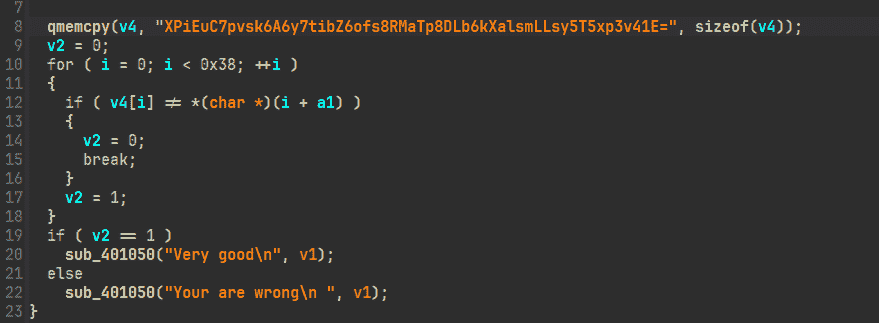 7
8 qmemcpy(v4, "XPiEuC7pvsk6A6y7tibZ6ofs8RMaTp8DLb6kXalsmLLsy5T5xp3v41E=", sizeof(v4));
9 v2 = 0;
10 for ( i = 0; i < 0x38; ++i )
11 {
12 if ( v4[i] != *(char *)(i + a1) )
13 {
14 v2 = 0;
15 break;
16 }
17 v2 = 1;
18 }
19 if ( v2 == 1 )
20 sub_401050("Very good\n", v1);
21 else
22 sub_401050("Your are wrong\n ", v1);
23 }